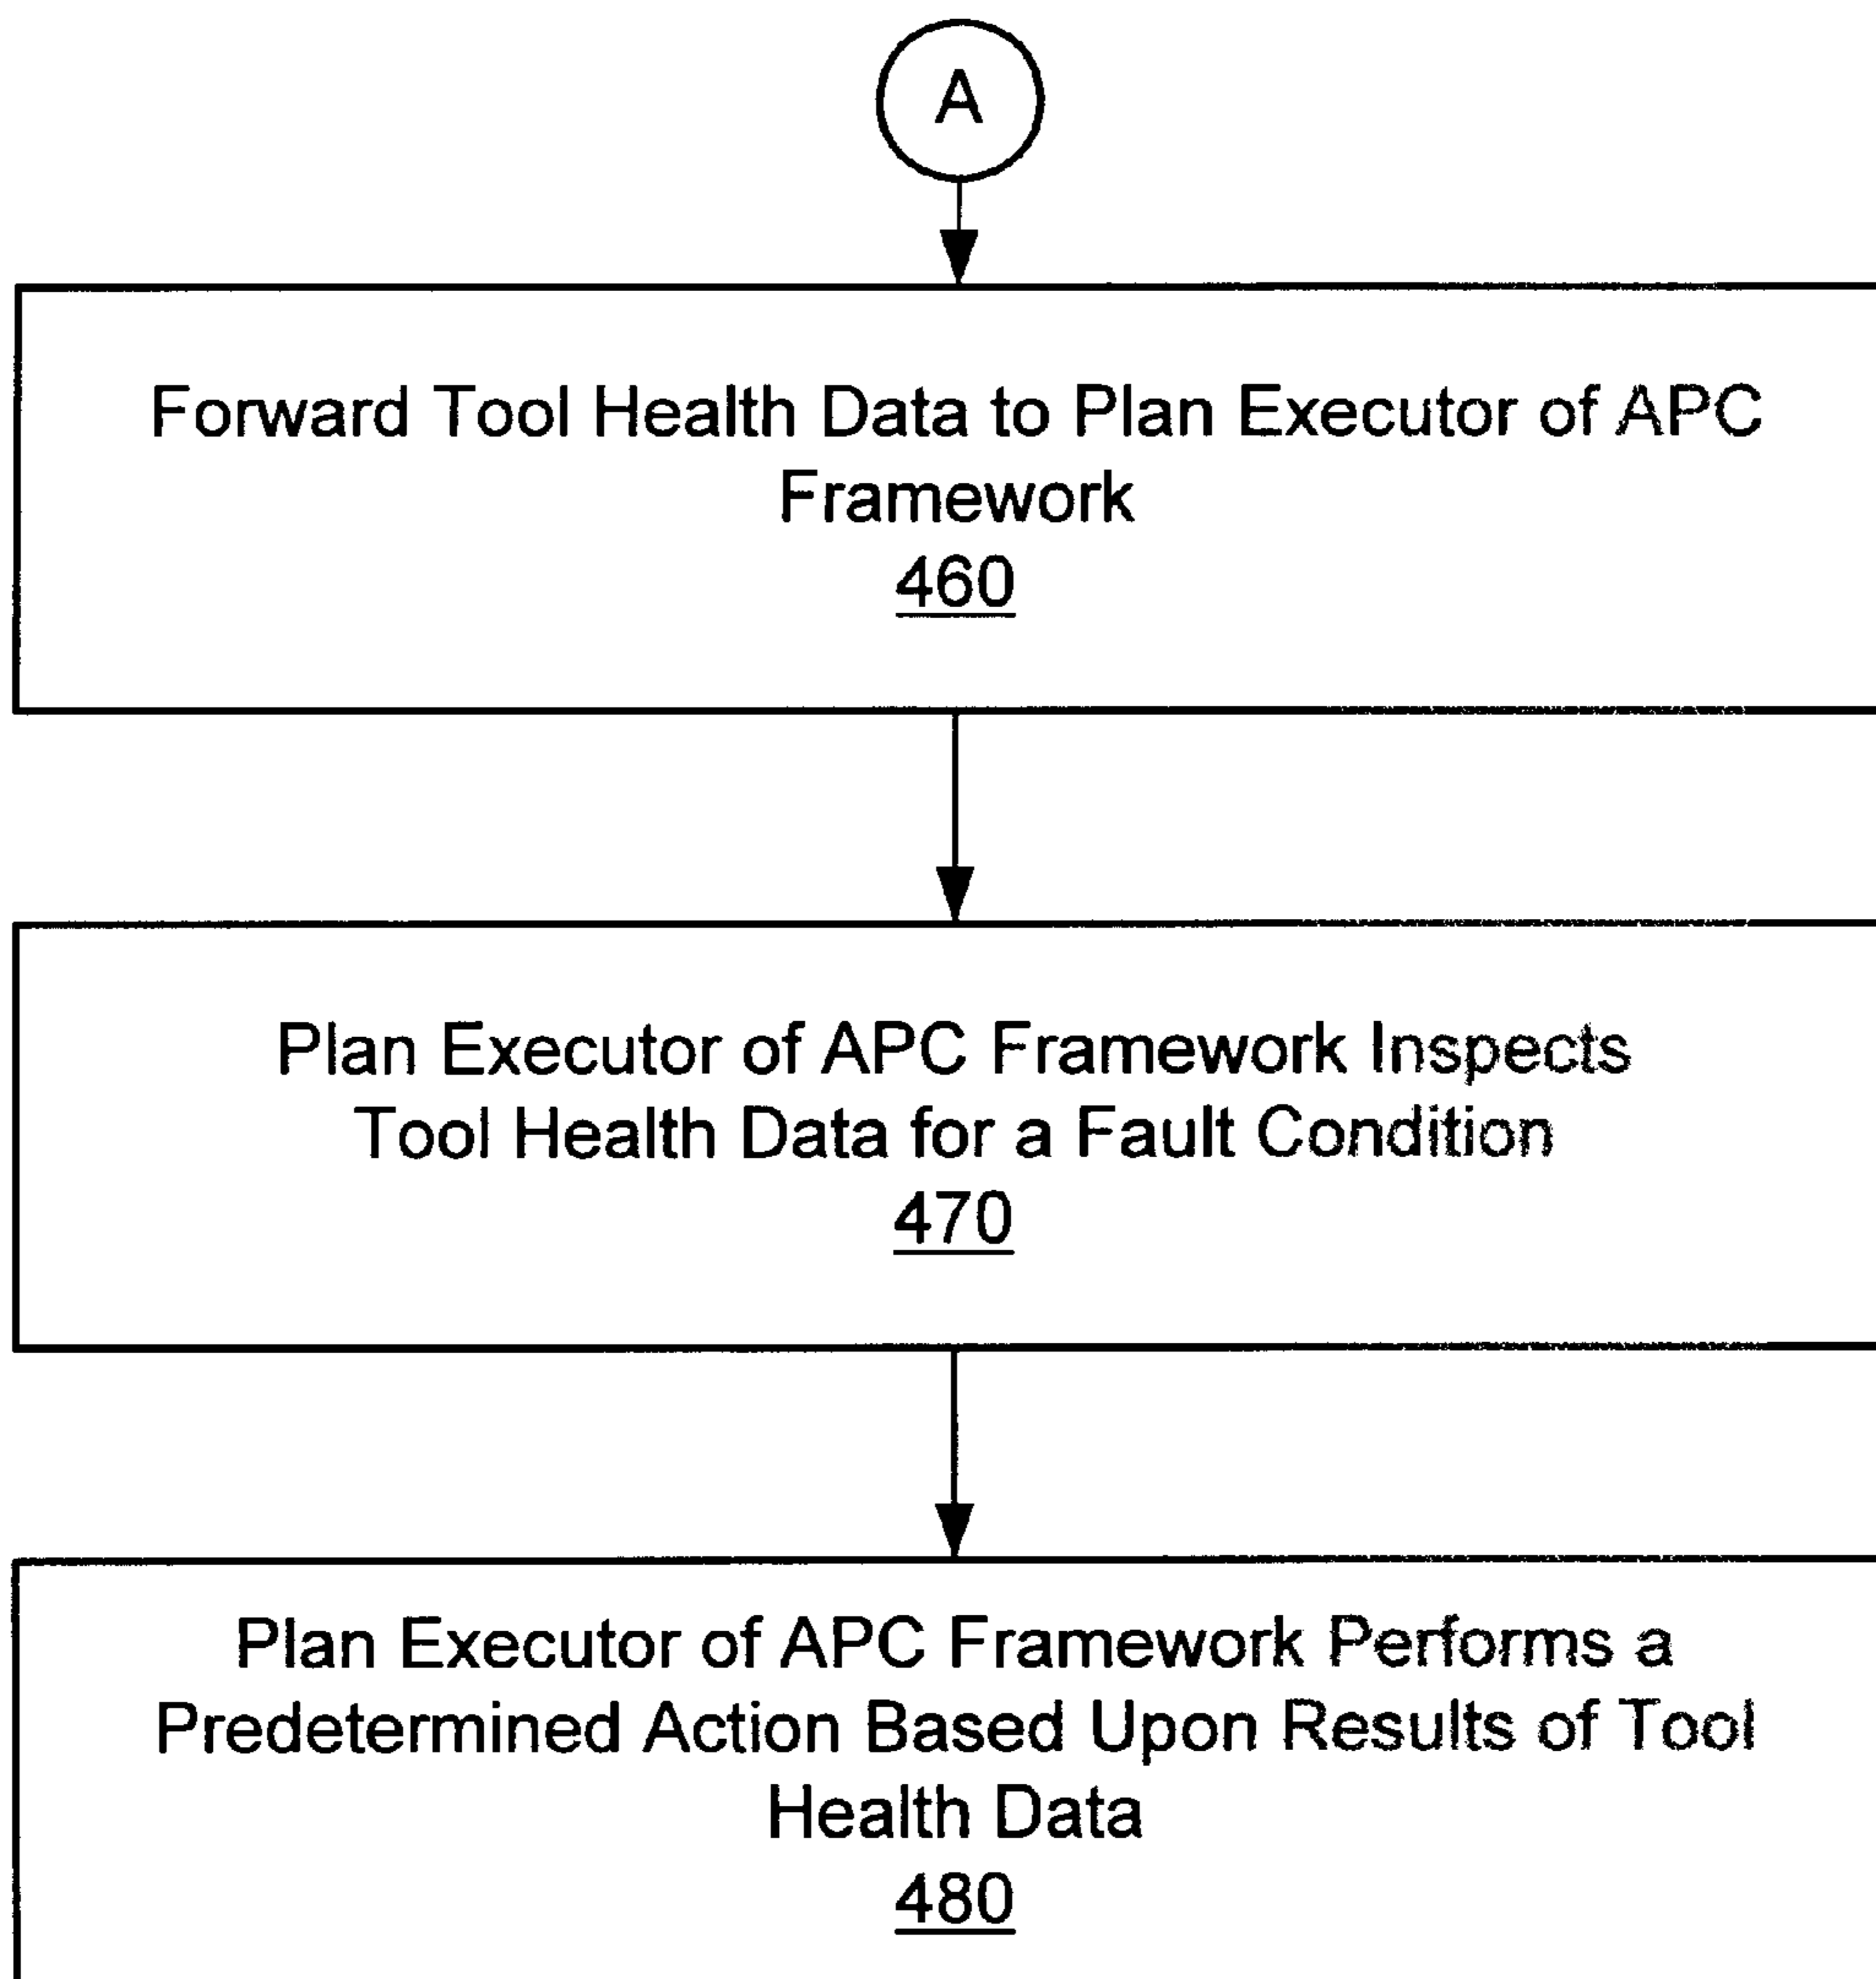 A
Forward Tool Health Data to Plan Executor of APC
Framework
460
Plan Executor of APC Framework Inspects
Tool Health Data for a Fault Condition
470
Plan Executor of APC Framework Performs a
Predetermined Action Based Upon Results of Tool
Health Data
480